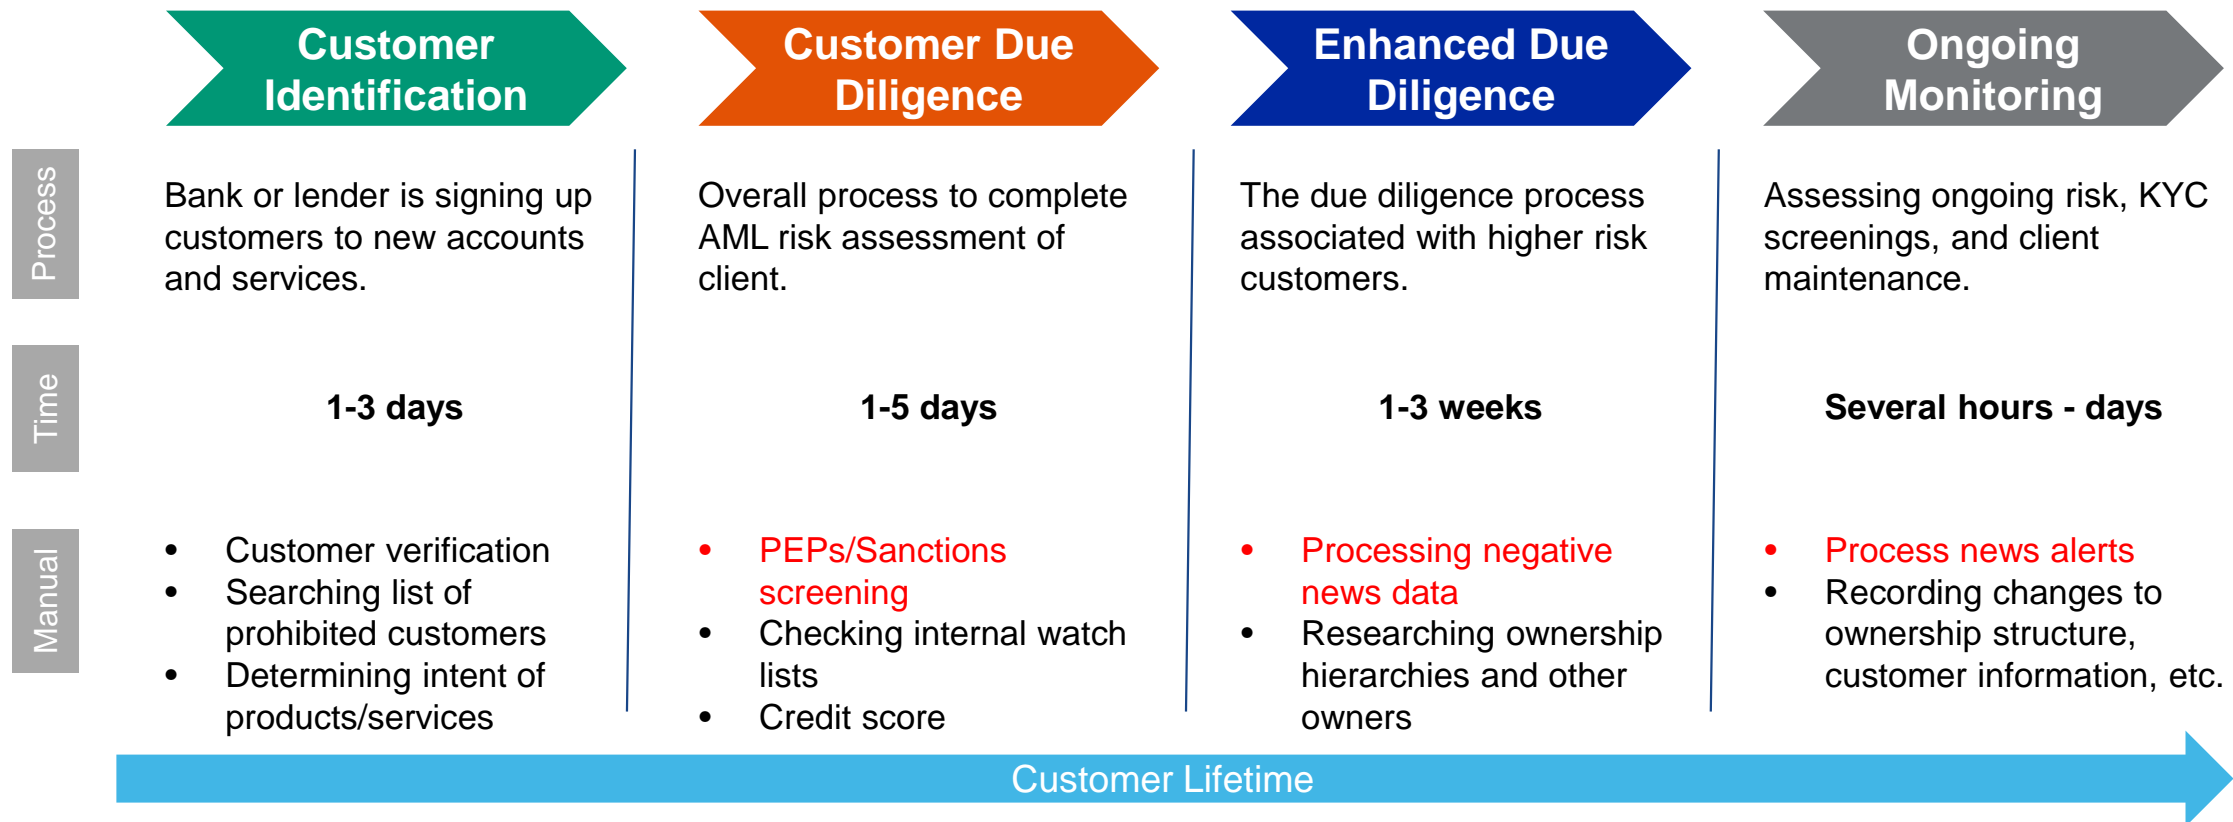 Customer
Identification
Customer Due
Diligence
Enhanced Due
Diligence
Ongoing
Monitoring
Process
Bank or lender is signing up
customers to new accounts
and services.
Overall process to complete
AML risk assessment of
client.
The due diligence process
associated with higher risk
customers.
Assessing ongoing risk, KYC
screenings, and client
maintenance.
Time
1-3 days
1-5 days
1-3 weeks
Several hours - days
Manual
• Customer verification
• Searching list of
prohibited customers
• Determining intent of
products/services
• PEPs/Sanctions
screening
• Checking internal watch
lists
• Credit score
• Processing negative
news data
• Researching ownership
hierarchies and other
owners
• Process news alerts
• Recording changes to
ownership structure,
customer information, etc.
Customer Lifetime